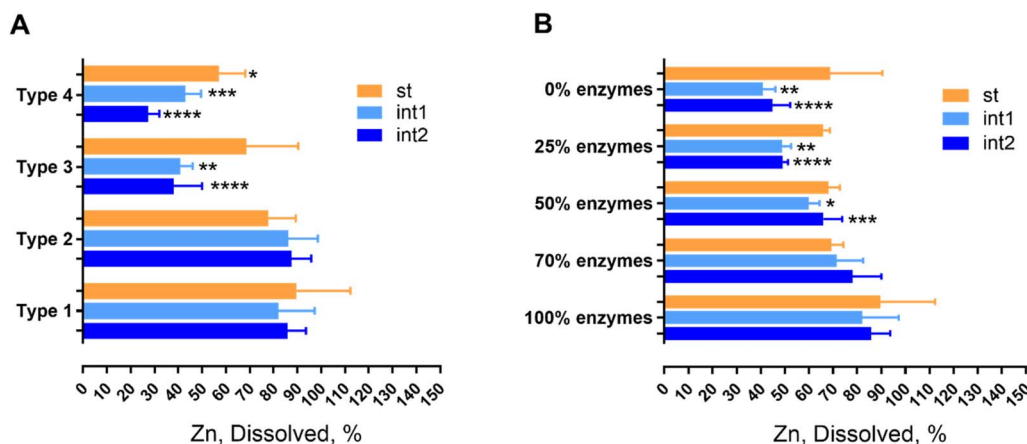 A
Type 4
Type 3
Type 2
Type 1
*
***
****
**
****
st
int1
int2
0 10 20 30 40 50 60 70 80 90 100 110 120 130 140 150
Zn, Dissolved, %
B
0% enzymes
25% enzymes
50% enzymes
70% enzymes
100% enzymes
**
****
**
****
*
***
st
int1
int2
0 10 20 30 40 50 60 70 80 90 100 110 120 130 140 150
Zn, Dissolved, %